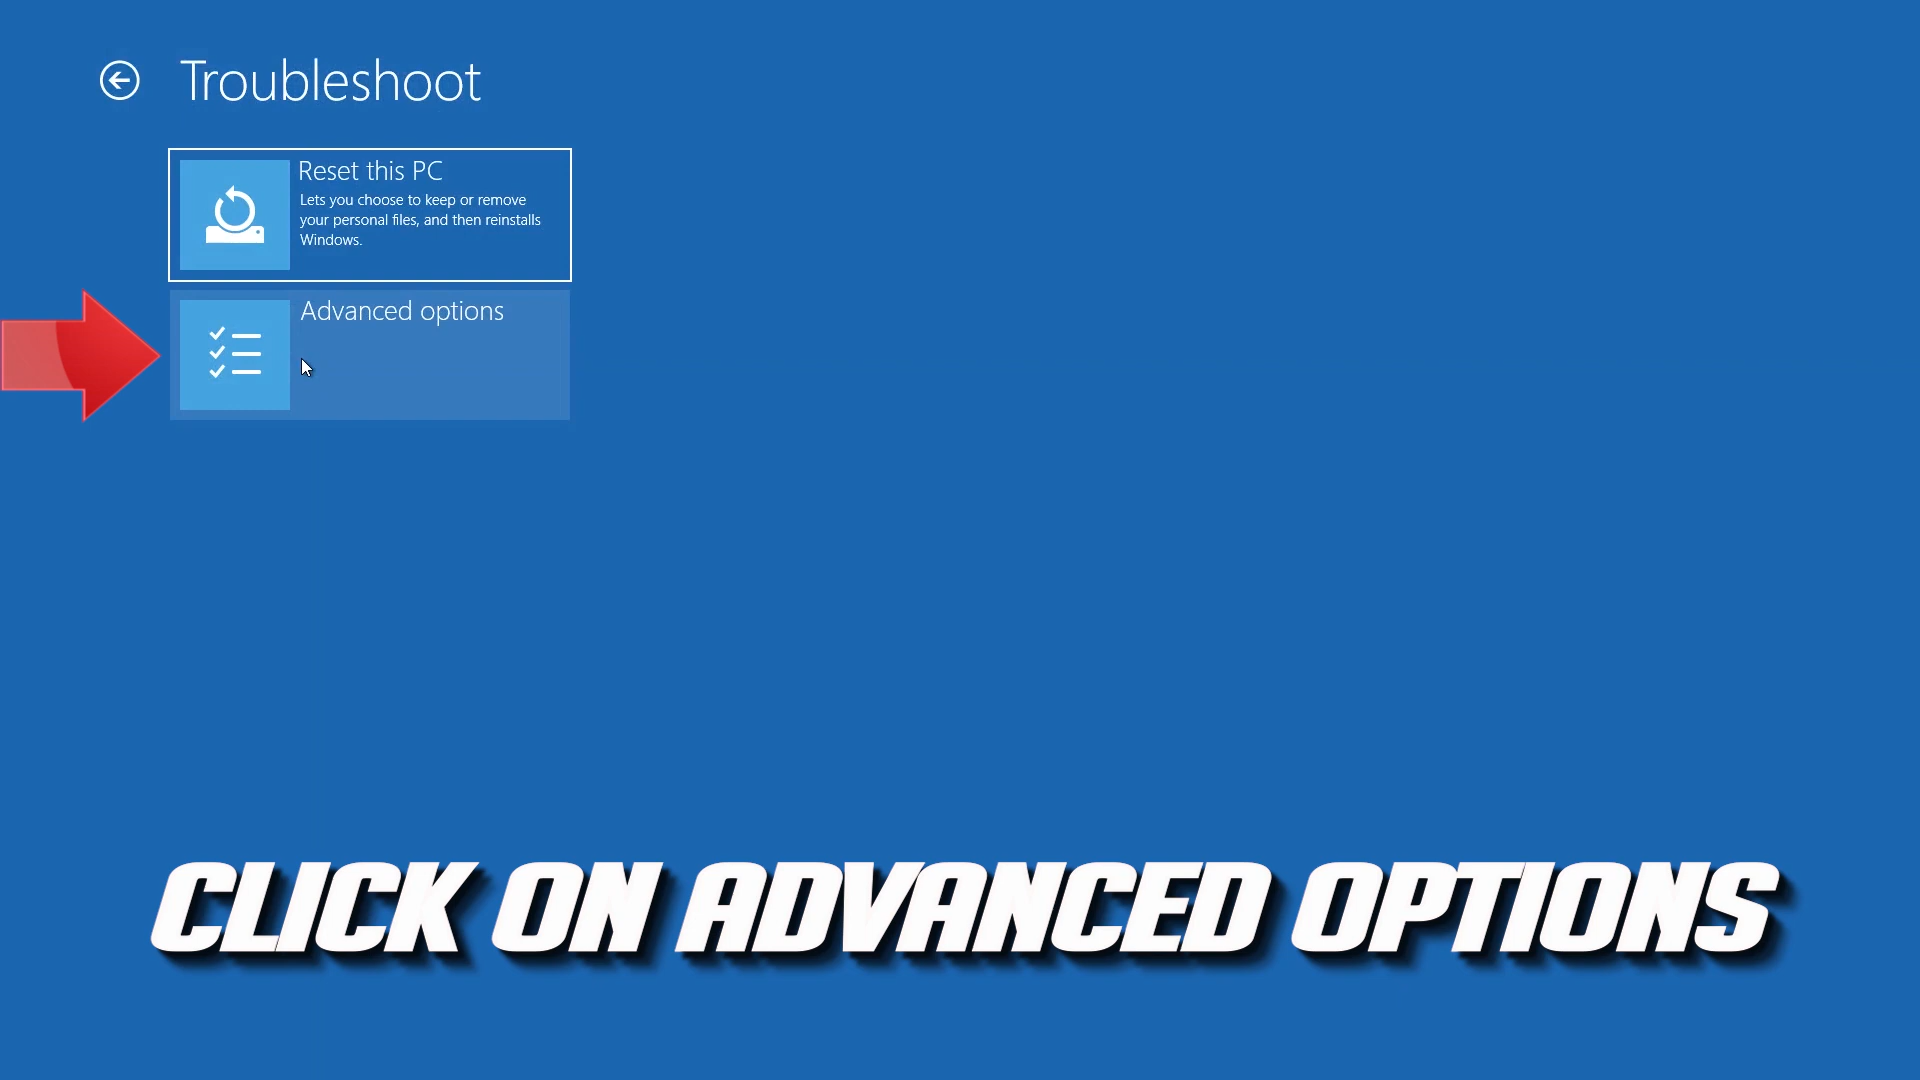 Troubleshoot
Reset this PC
Lets you choose to keep or remove
your personal files, and then reinstalls
Windows.
Advanced options
CLICK ON ADVANCED OPTIONS